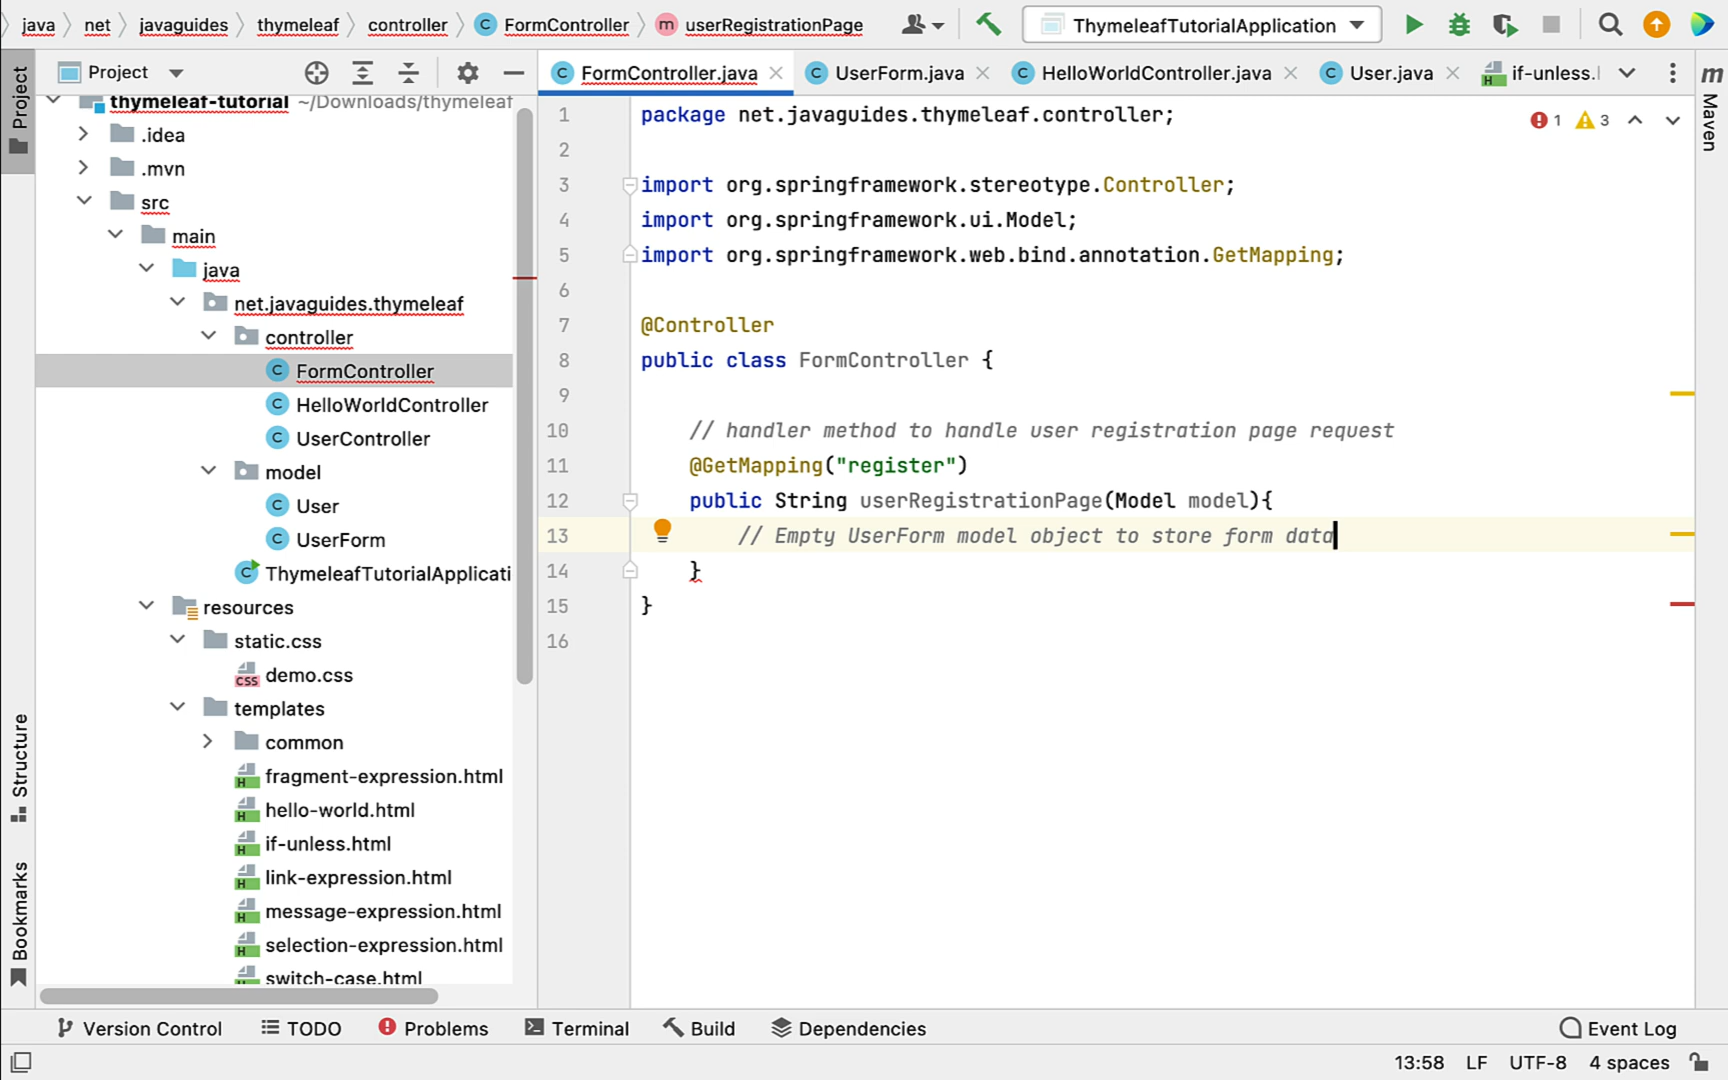 java net javaguides thymeleaf controller C FormController m userRegistrationPage ThymeleafTutorialApplication
Project
Project
Structure
Bookmarks
FormController.java UserForm.java HelloWorldController.java User.java if-unless.
m Maven
thymeleaf-tutorial ~/Downloads/thymeleaf
.idea
.mvn
src
main
java
net.javaguides.thymeleaf
controller
C FormController
C HelloWorldController
C UserController
model
C User
C UserForm
C ThymeleafTutorialApplicati
resources
static.css
CSS demo.css
templates
common
H fragment-expression.html
H hello-world.html
H if-unless.html
H link-expression.html
H message-expression.html
H selection-expression.html
H switch-case.html
1 3
1 package net.javaguides.thymeleaf.controller;
2
3 import org.springframework.stereotype.Controller;
4 import org.springframework.ui.Model;
5 import org.springframework.web.bind.annotation.GetMapping;
6
7 @Controller
8 public class FormController {
9
10 // handler method to handle user registration page request
11 @GetMapping("register")
12 public String userRegistrationPage(Model model){
13 // Empty UserForm model object to store form data
14 }
15 }
16
Version Control TODO Problems Terminal Build Dependencies Event Log
13:58 LF UTF-8 4 spaces